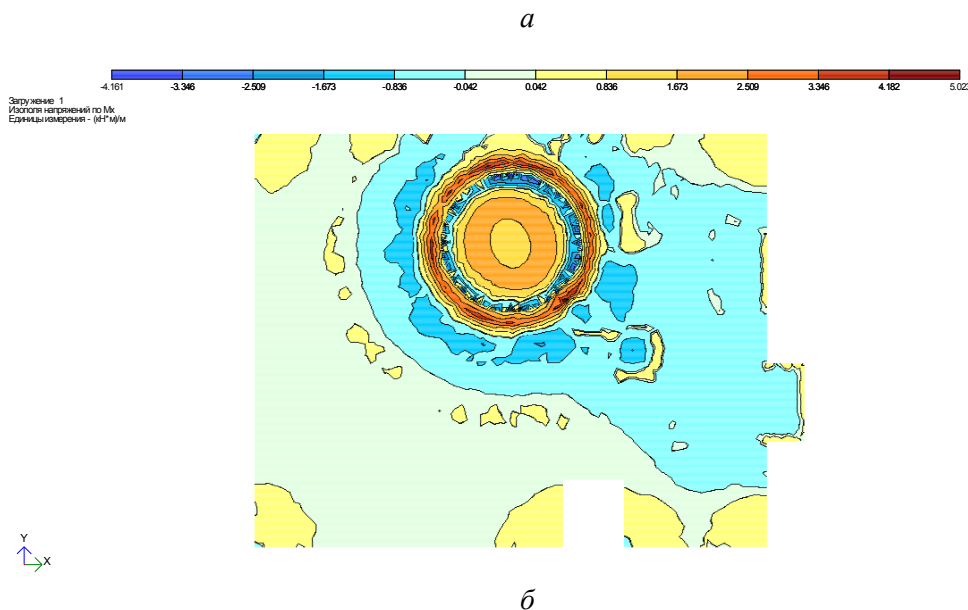 а
-4.161 -3.346 -2.509 -1.673 -0.836 -0.042 0.042 0.836 1.673 2.509 3.346 4.182 5.023
Загружение 1
Изополя напряжений по Mx
Единицы измерения - (кН*м)/м
Y
X
б